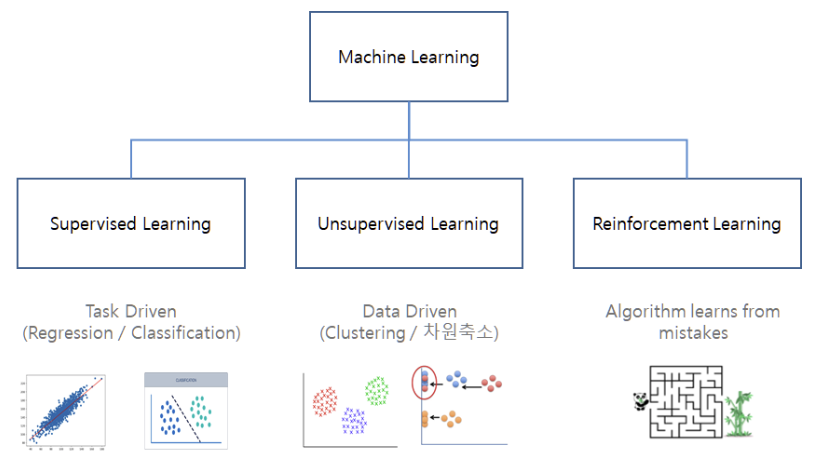 Machine Learning
Supervised Learning
Unsupervised Learning
Reinforcement Learning
Task Driven
(Regression / Classification)
Data Driven
(Clustering / 차원축소)
Algorithm learns from
mistakes